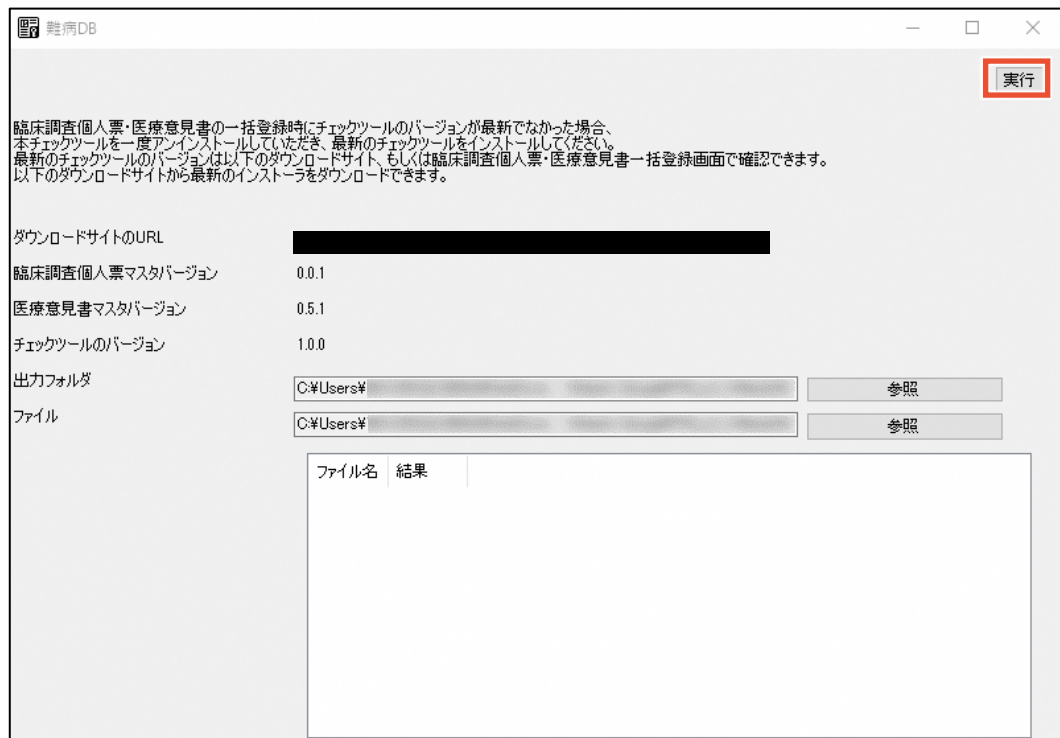 難病DB
実行
臨床調査個人票・医療意見書の一括登録時にチェックツールのバージョンが最新でなかった場合、
本チェックツールを一度アンインストールしていただき、最新のチェックツールをインストールしてください。
最新のチェックツールのバージョンは以下のダウンロードサイト、もしくは臨床調査個人票・医療意見書一括登録画面で確認できます。
以下のダウンロードサイトから最新のインストーラをダウンロードできます。
ダウンロードサイトのURL
臨床調査個人票マスタバージョン 0.0.1
医療意見書マスタバージョン 0.5.1
チェックツールのバージョン 1.0.0
出力フォルダ C:¥Users¥ 参照
ファイル C:¥Users¥ 参照
ファイル名 結果